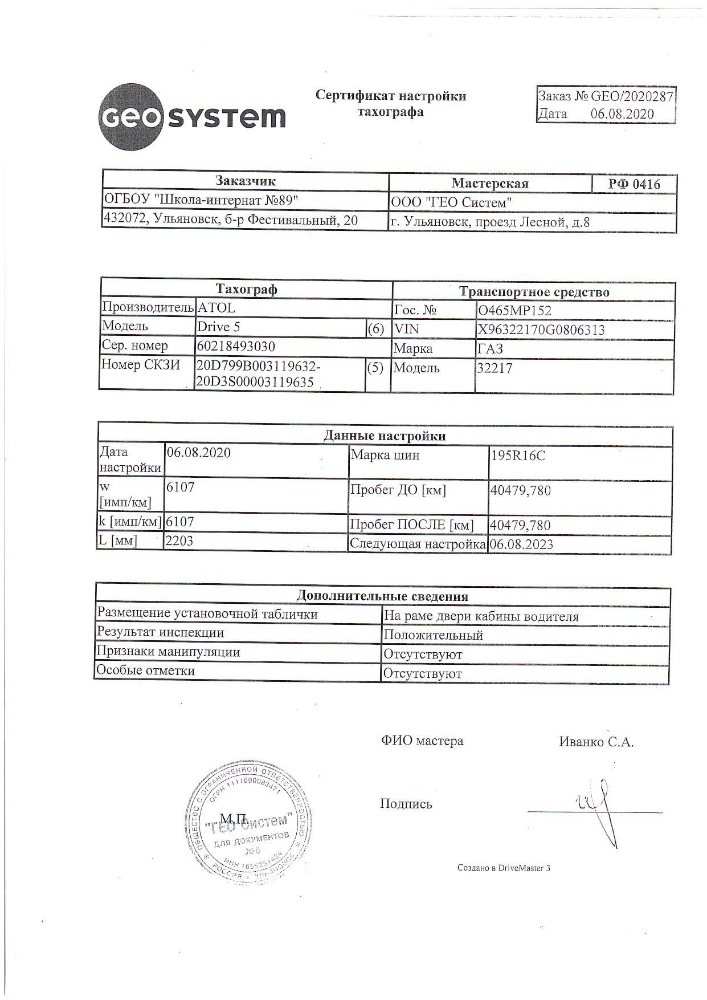 GEOSYSTEM
Сертификат настройки
тахографа
Заказ № GEO/2020287
Дата 06.08.2020
Заказчик Мастерская РФ 0416
ОГБОУ "Школа-интернат №89" ООО "ГЕО Систем"
432072, Ульяновск, б-р Фестивальный, 20 г. Ульяновск, проезд Лесной, д.8
Тахограф Транспортное средство
Производитель ATOL Гос. № О465МР152
Модель Drive 5 (6) VIN X96322170G0806313
Сер. номер 60218493030 Марка ГАЗ
Номер СКЗИ 20D799B003119632- (5) Модель 32217
20D3S00003119635
Данные настройки
Дата 06.08.2020 Марка шин 195R16C
настройки
w 6107 Пробег ДО [км] 40479,780
[имп/км]
k [имп/км] 6107 Пробег ПОСЛЕ [км] 40479,780
L [мм] 2203 Следующая настройка 06.08.2023
Дополнительные сведения
Размещение установочной таблички На раме двери кабины водителя
Результат инспекции Положительный
Признаки манипуляции Отсутствуют
Особые отметки Отсутствуют
ФИО мастера Иванко С.А.
Подпись
ОБЩЕСТВО С ОГРАНИЧЕННОЙ ОТВЕТСТВЕННОСТЬЮ
ОГРН 1111690083471
М.П.
"ГЕО Систем"
ДЛЯ ДОКУМЕНТОВ
№6
ИНН 1655231434
РОССИЯ, г. УЛЬЯНОВСК
Создано в DriveMaster 3